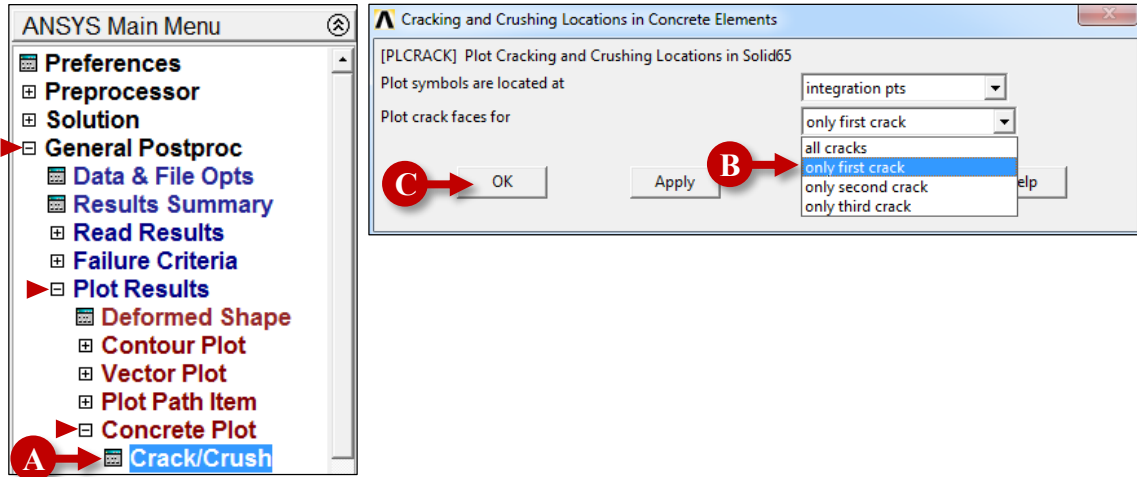 ANSYS Main Menu
Preferences
Preprocessor
Solution
General Postproc
Data & File Opts
Results Summary
Read Results
Failure Criteria
Plot Results
Deformed Shape
Contour Plot
Vector Plot
Plot Path Item
Concrete Plot
A Crack/Crush
Cracking and Crushing Locations in Concrete Elements
[PLCRACK] Plot Cracking and Crushing Locations in Solid65
Plot symbols are located at integration pts
Plot crack faces for only first crack
all cracks
B only first crack
only second crack
only third crack
C OK Apply elp